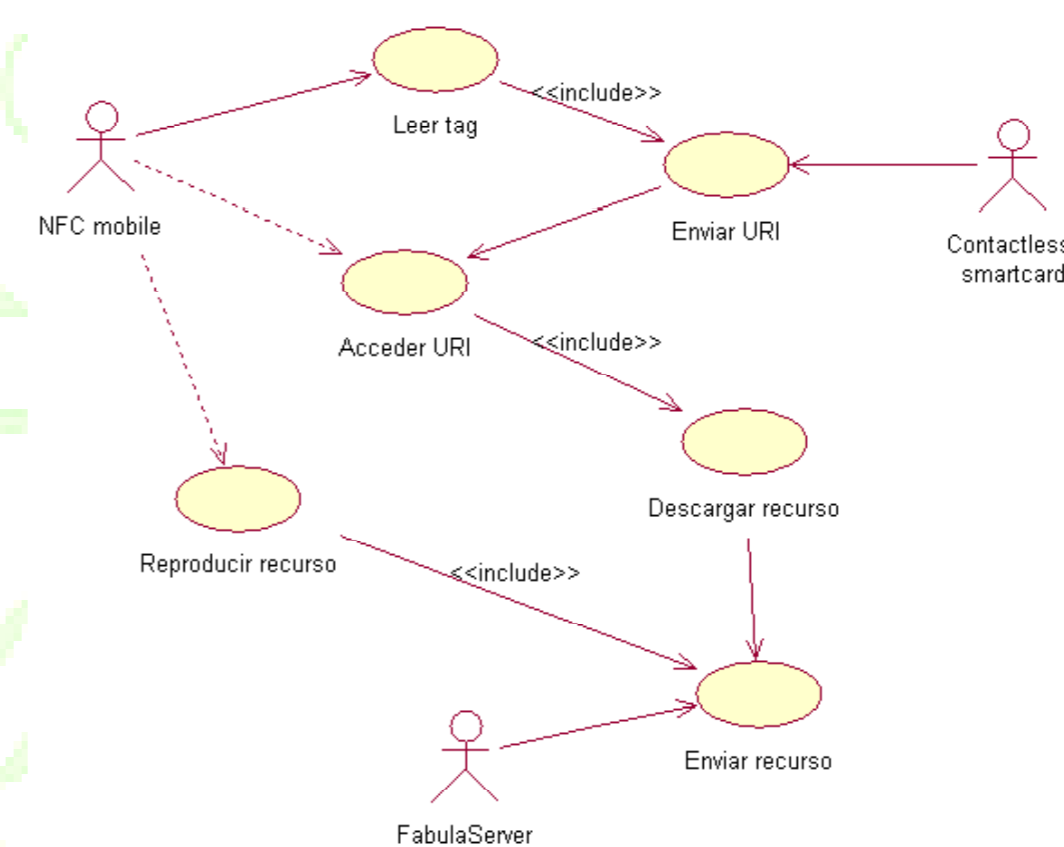 <<include>>
Leer tag
NFC mobile
Enviar URI
Contactless
smartcard
Acceder URI
<<include>>
Descargar recurso
Reproducir recurso
<<include>>
Enviar recurso
FabulaServer